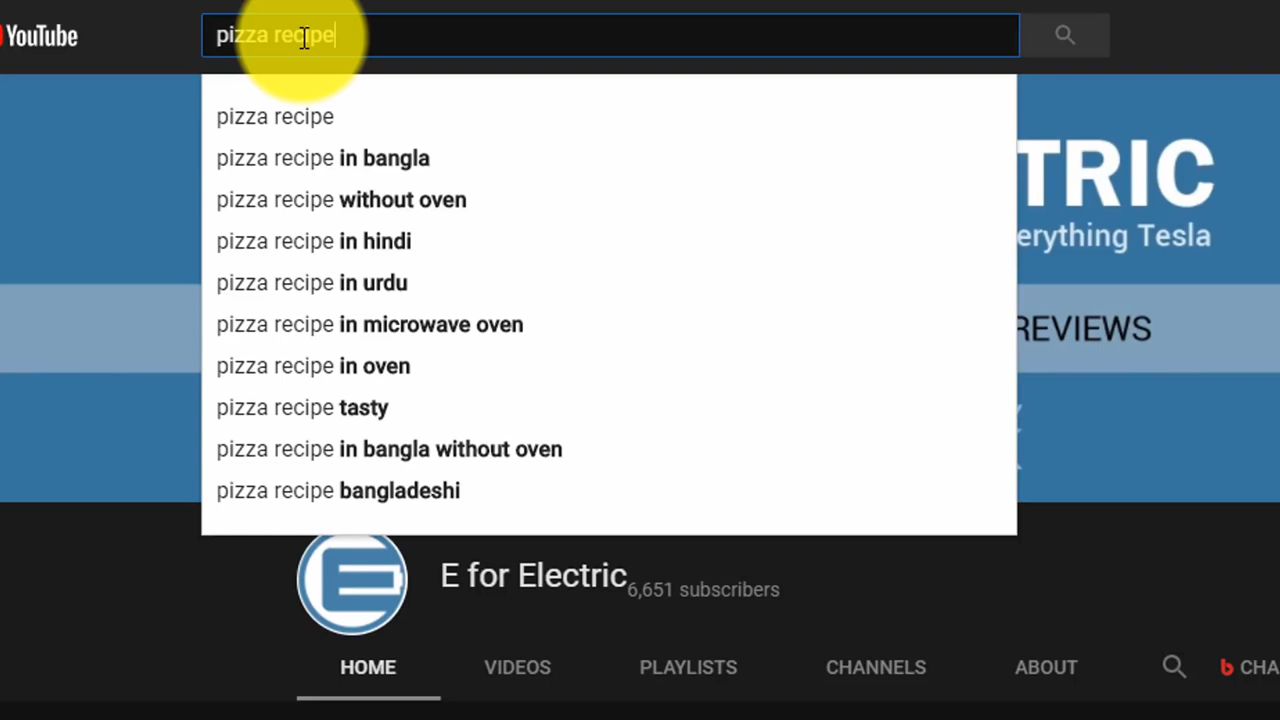 YouTube
pizza recipe
pizza recipe
pizza recipe in bangla
pizza recipe without oven
pizza recipe in hindi
pizza recipe in urdu
pizza recipe in microwave oven
pizza recipe in oven
pizza recipe tasty
pizza recipe in bangla without oven
pizza recipe bangladeshi
TRIC
erything Tesla
REVIEWS
E for Electric 6,651 subscribers
HOME VIDEOS PLAYLISTS CHANNELS ABOUT b CHA